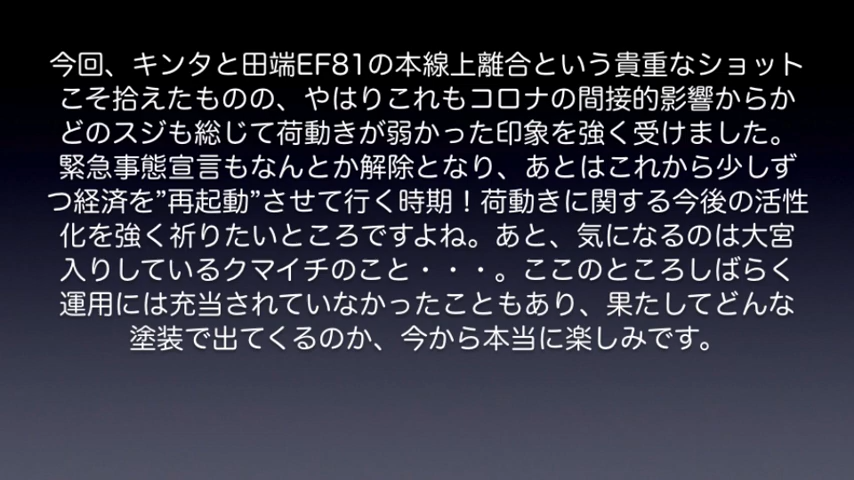 今回、キンタと田端EF81の本線上離合という貴重なショット
こそ拾えたものの、やはりこれもコロナの間接的影響からか
どのスジも総じて荷動きが弱かった印象を強く受けました。
緊急事態宣言もなんとか解除となり、あとはこれから少しず
つ経済を”再起動”させて行く時期！荷動きに関する今後の活性
化を強く祈りたいところですよね。あと、気になるのは大宮
入りしているクマイチのこと・・・。ここのところしばらく
運用には充当されていなかったこともあり、果たしてどんな
塗装で出てくるのか、今から本当に楽しみです。